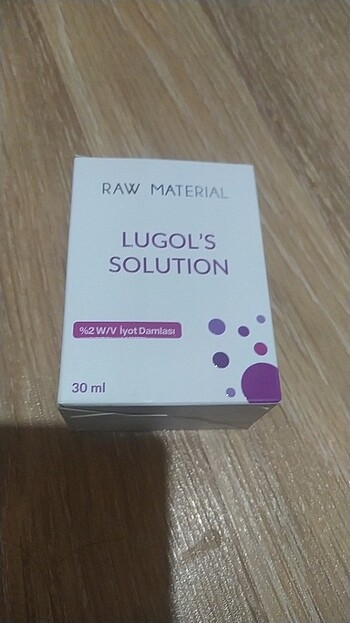 RAW MATERIAL
LUGOL'S
SOLUTION
%2 W/V İyot Damlası
30 ml